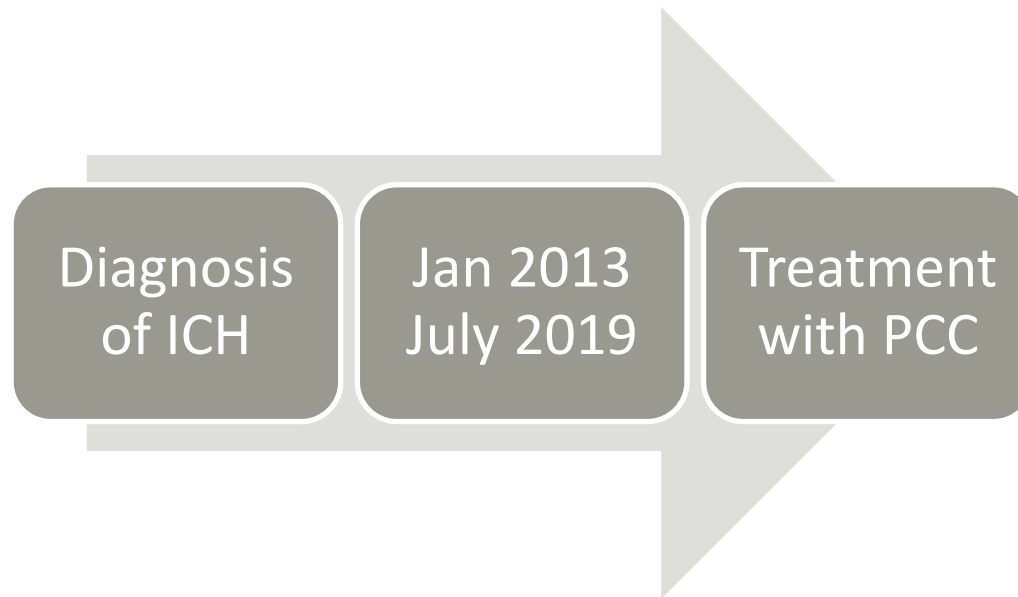 Diagnosis
of ICH
Jan 2013
July 2019
Treatment
with PCC